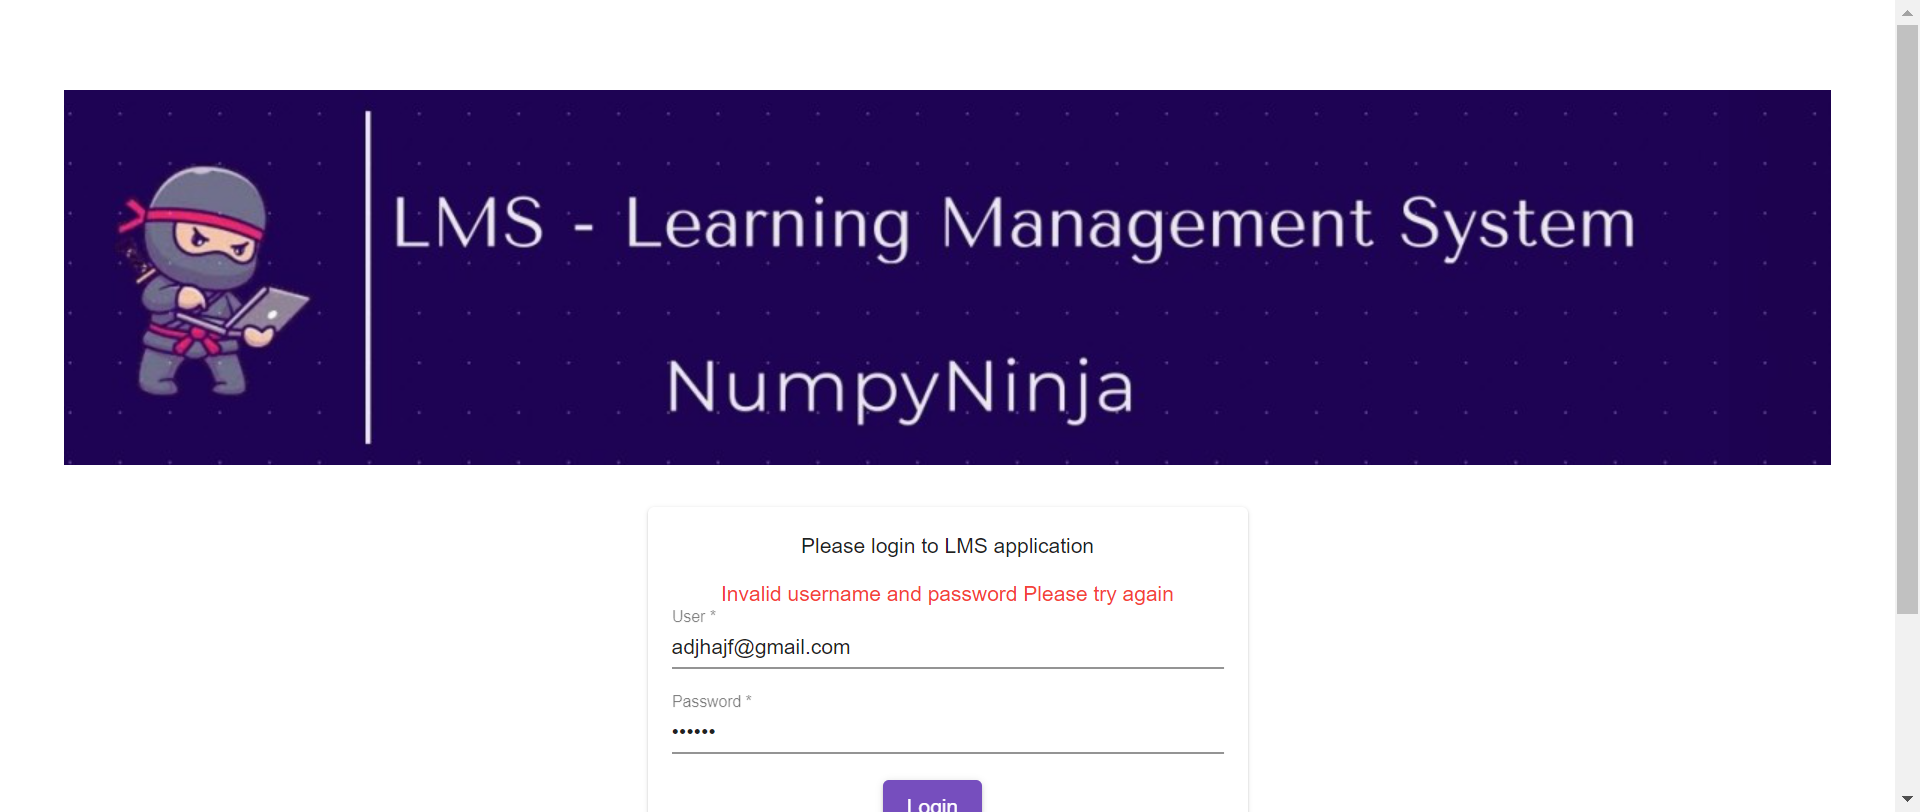 LMS - Learning Management System
NumpyNinja
Please login to LMS application
Invalid username and password Please try again
User *
adjhajf@gmail.com
Password *
••••••
Login